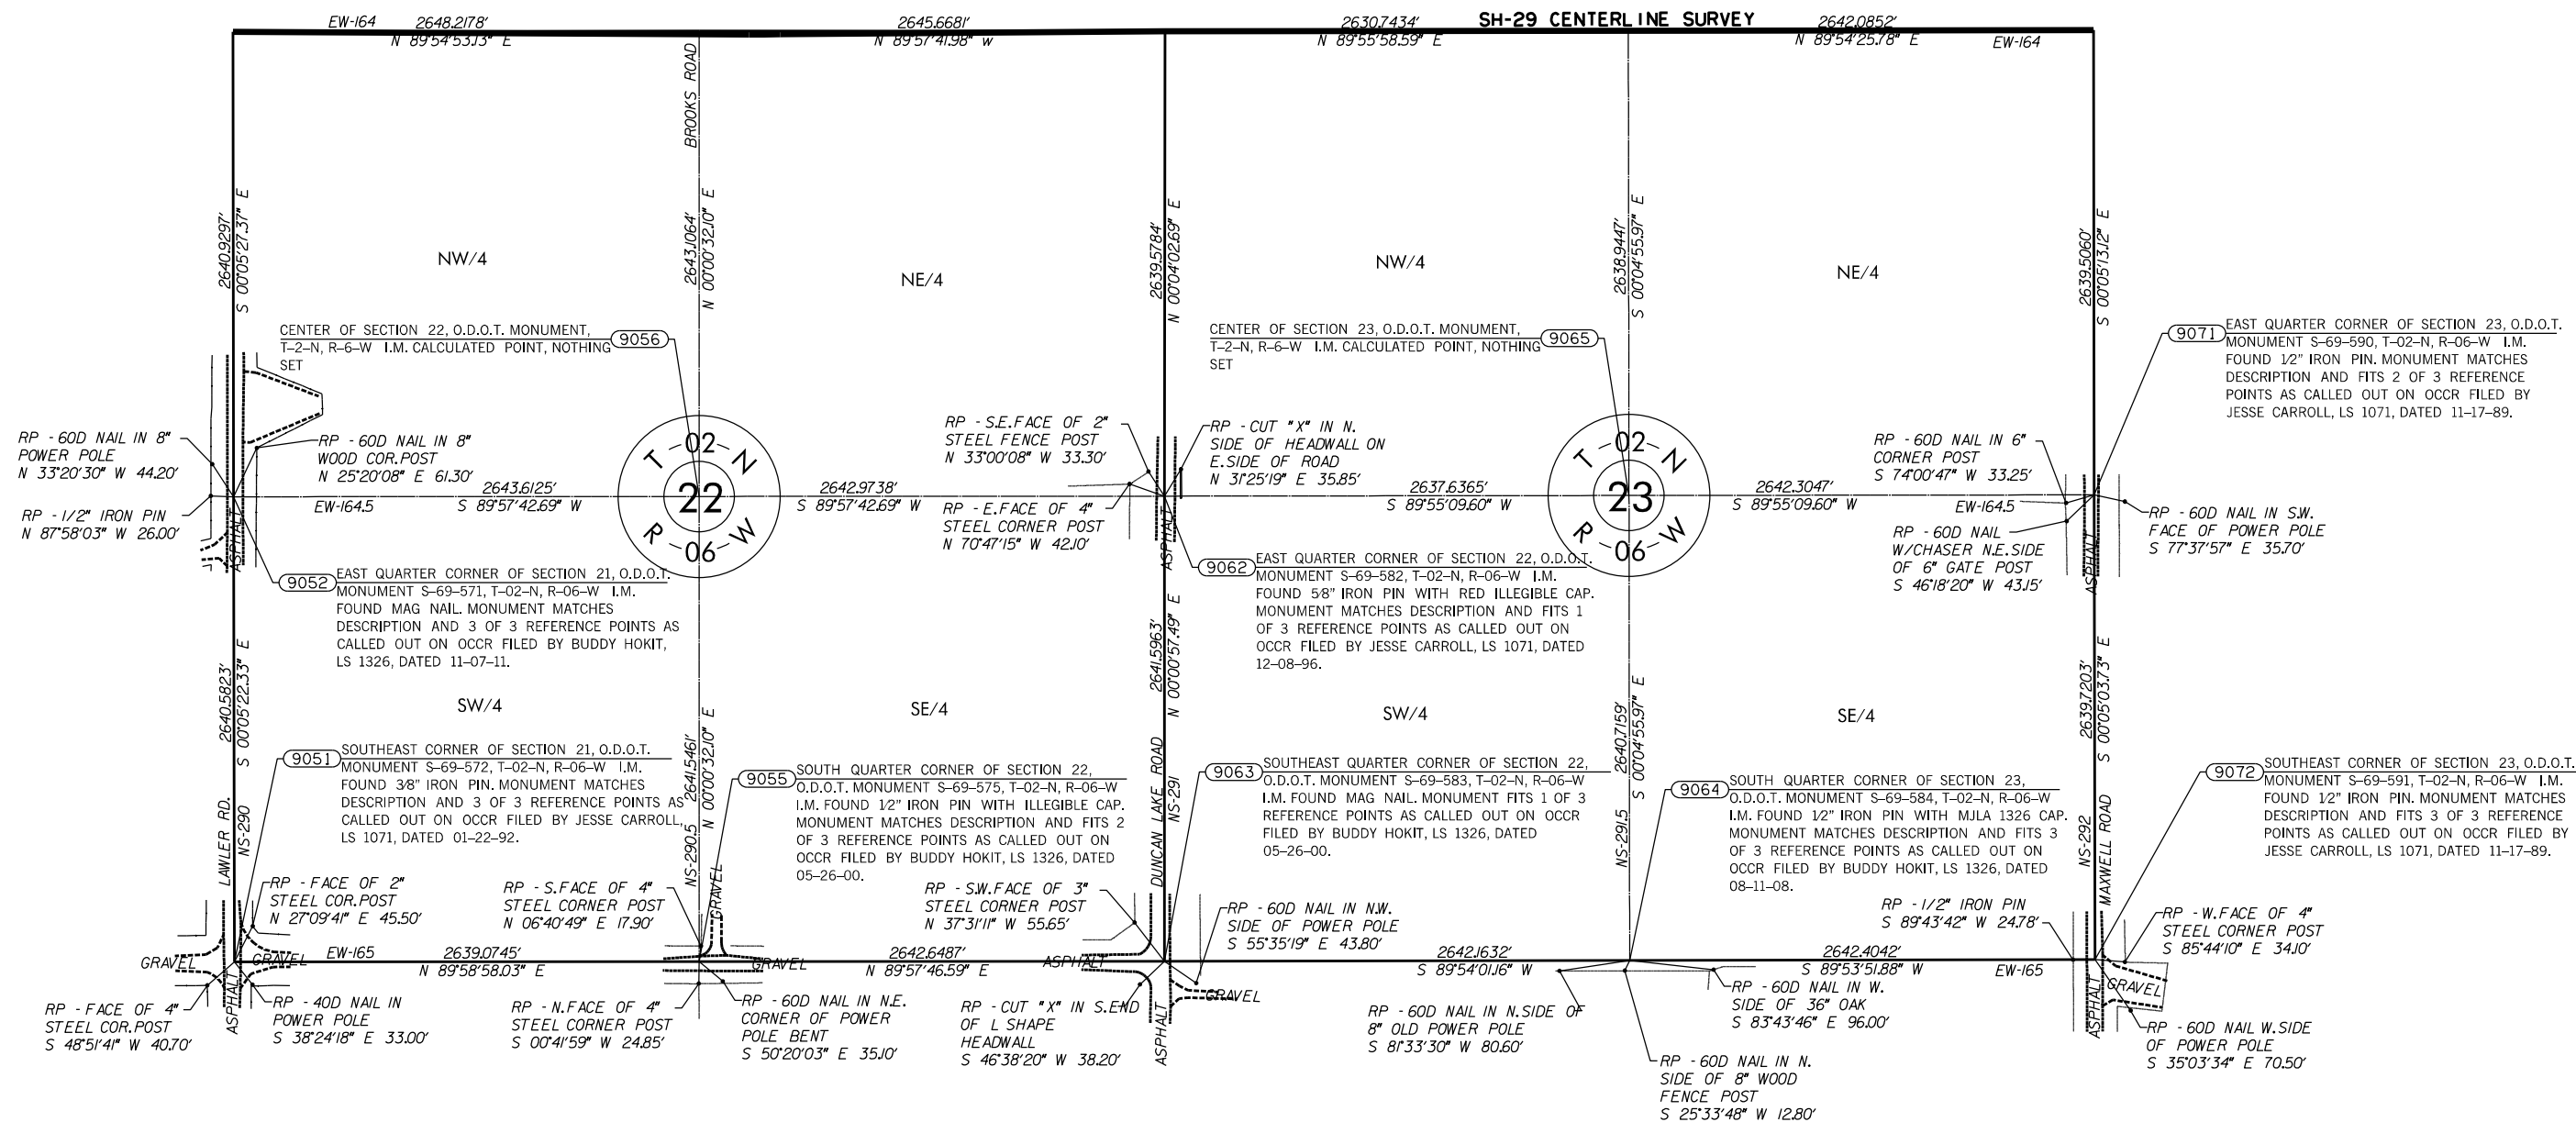 SH-29 CENTERLINE SURVEY
EW-164
2648.2178'
N 89°54'53.13" E
2645.6681'
N 89°57'41.98" W
2630.7434'
N 89°55'58.59" E
2642.0852'
N 89°54'25.78" E
EW-164
BROOKS ROAD
2640.9297'
S 00°05'27.37" E
2643.1064'
N 00°00'32.10" E
2639.5784'
N 00°04'02.69" E
2638.9447'
S 00°04'55.97" E
2639.5060'
S 00°05'13.12" E
NW/4
NE/4
NW/4
NE/4
CENTER OF SECTION 22, O.D.O.T. MONUMENT,
T-2-N, R-6-W I.M. CALCULATED POINT, NOTHING
SET
9056
CENTER OF SECTION 23, O.D.O.T. MONUMENT,
T-2-N, R-6-W I.M. CALCULATED POINT, NOTHING
SET
9065
9071
EAST QUARTER CORNER OF SECTION 23, O.D.O.T.
MONUMENT S-69-590, T-02-N, R-06-W I.M.
FOUND 1/2" IRON PIN. MONUMENT MATCHES
DESCRIPTION AND FITS 2 OF 3 REFERENCE
POINTS AS CALLED OUT ON OCCR FILED BY
JESSE CARROLL, LS 1071, DATED 11-17-89.
RP - 60D NAIL IN 8"
POWER POLE
N 33°20'30" W 44.20'
RP - 60D NAIL IN 8"
WOOD COR.POST
N 25°20'08" E 61.30'
RP - 1/2" IRON PIN
N 87°58'03" W 26.00'
ASPHALT
EW-164.5
2643.6125'
S 89°57'42.69" W
T-02-N
22
R-06-W
2642.9738'
S 89°57'42.69" W
RP - S.E.FACE OF 2"
STEEL FENCE POST
N 33°00'08" W 33.30'
RP - E.FACE OF 4"
STEEL CORNER POST
N 70°47'15" W 42.10'
RP - CUT "X" IN N.
SIDE OF HEADWALL ON
E.SIDE OF ROAD
N 31°25'19" E 35.85'
ASPHALT
2637.6365'
S 89°55'09.60" W
T-02-N
23
R-06-W
2642.3047'
S 89°55'09.60" W
EW-164.5
RP - 60D NAIL IN 6"
CORNER POST
S 74°00'47" W 33.25'
RP - 60D NAIL
W/CHASER N.E.SIDE
OF 6" GATE POST
S 46°18'20" W 43.15'
ASPHALT
RP - 60D NAIL IN S.W.
FACE OF POWER POLE
S 77°37'57" E 35.70'
9052
EAST QUARTER CORNER OF SECTION 21, O.D.O.T.
MONUMENT S-69-571, T-02-N, R-06-W I.M.
FOUND MAG NAIL. MONUMENT MATCHES
DESCRIPTION AND 3 OF 3 REFERENCE POINTS AS
CALLED OUT ON OCCR FILED BY BUDDY HOKIT,
LS 1326, DATED 11-07-11.
9062
EAST QUARTER CORNER OF SECTION 22, O.D.O.T.
MONUMENT S-69-582, T-02-N, R-06-W I.M.
FOUND 5/8" IRON PIN WITH RED ILLEGIBLE CAP.
MONUMENT MATCHES DESCRIPTION AND FITS 1
OF 3 REFERENCE POINTS AS CALLED OUT ON
OCCR FILED BY JESSE CARROLL, LS 1071, DATED
12-08-96.
2640.5823'
S 00°05'22.33" E
2641.5461'
N 00°00'32.10" E
2641.5963'
N 00°00'57.49" E
2640.7159'
S 00°04'55.97" E
2639.7203'
S 00°05'03.73" E
SW/4
SE/4
SW/4
SE/4
LAWLER RD.
NS-290
NS-290.5
DUNCAN LAKE ROAD
NS-291
NS-291.5
NS-292
MAXWELL ROAD
9051
SOUTHEAST CORNER OF SECTION 21, O.D.O.T.
MONUMENT S-69-572, T-02-N, R-06-W I.M.
FOUND 3/8" IRON PIN. MONUMENT MATCHES
DESCRIPTION AND 3 OF 3 REFERENCE POINTS AS
CALLED OUT ON OCCR FILED BY JESSE CARROLL,
LS 1071, DATED 01-22-92.
9055
SOUTH QUARTER CORNER OF SECTION 22,
O.D.O.T. MONUMENT S-69-575, T-02-N, R-06-W
I.M. FOUND 1/2" IRON PIN WITH ILLEGIBLE CAP.
MONUMENT MATCHES DESCRIPTION AND FITS 2
OF 3 REFERENCE POINTS AS CALLED OUT ON
OCCR FILED BY BUDDY HOKIT, LS 1326, DATED
05-26-00.
9063
SOUTHEAST CORNER OF SECTION 22,
O.D.O.T. MONUMENT S-69-583, T-02-N, R-06-W
I.M. FOUND MAG NAIL. MONUMENT FITS 1 OF 3
REFERENCE POINTS AS CALLED OUT ON OCCR
FILED BY BUDDY HOKIT, LS 1326, DATED
05-26-00.
9064
SOUTH QUARTER CORNER OF SECTION 23,
O.D.O.T. MONUMENT S-69-584, T-02-N, R-06-W
I.M. FOUND 1/2" IRON PIN WITH MJLA 1326 CAP.
MONUMENT MATCHES DESCRIPTION AND FITS 3
OF 3 REFERENCE POINTS AS CALLED OUT ON
OCCR FILED BY BUDDY HOKIT, LS 1326, DATED
08-11-08.
9072
SOUTHEAST CORNER OF SECTION 23, O.D.O.T.
MONUMENT S-69-591, T-02-N, R-06-W I.M.
FOUND 1/2" IRON PIN. MONUMENT MATCHES
DESCRIPTION AND FITS 3 OF 3 REFERENCE
POINTS AS CALLED OUT ON OCCR FILED BY
JESSE CARROLL, LS 1071, DATED 11-17-89.
RP - FACE OF 2"
STEEL COR.POST
N 27°09'41" E 45.50'
RP - S.FACE OF 4"
STEEL CORNER POST
N 06°40'49" E 17.90'
GRAVEL
RP - S.W.FACE OF 3"
STEEL CORNER POST
N 37°31'11" W 55.65'
RP - 60D NAIL IN N.W.
SIDE OF POWER POLE
S 55°35'19" E 43.80'
RP - 1/2" IRON PIN
S 89°43'42" W 24.78'
RP - W.FACE OF 4"
STEEL CORNER POST
S 85°44'10" E 34.10'
GRAVEL
GRAVEL
EW-165
2639.0745'
N 89°58'58.03" E
GRAVEL
2642.6487'
N 89°57'46.59" E
ASPHALT
GRAVEL
2642.1632'
S 89°54'01.16" W
2642.4042'
S 89°53'51.88" W
EW-165
GRAVEL
RP - FACE OF 4"
STEEL COR.POST
S 48°51'41" W 40.70'
ASPHALT
RP - 40D NAIL IN
POWER POLE
S 38°24'18" E 33.00'
RP - N.FACE OF 4"
STEEL CORNER POST
S 00°41'59" W 24.85'
RP - 60D NAIL IN N.E.
CORNER OF POWER
POLE BENT
S 50°20'03" E 35.10'
RP - CUT "X" IN S.END
OF L SHAPE
HEADWALL
S 46°38'20" W 38.20'
ASPHALT
RP - 60D NAIL IN N.SIDE OF
8" OLD POWER POLE
S 81°33'30" W 80.60'
RP - 60D NAIL IN W.
SIDE OF 36" OAK
S 83°43'46" E 96.00'
RP - 60D NAIL IN N.
SIDE OF 8" WOOD
FENCE POST
S 25°33'48" W 12.80'
ASPHALT
RP - 60D NAIL W.SIDE
OF POWER POLE
S 35°03'34" E 70.50'